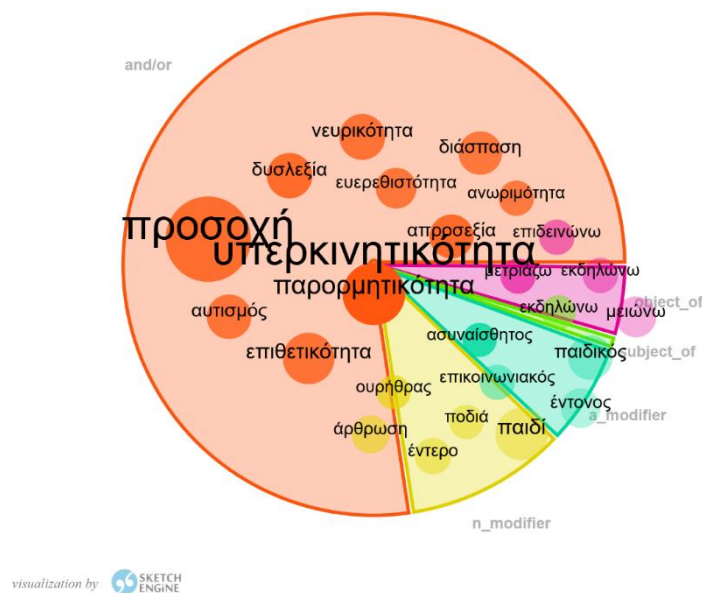 and/or
νευρικότητα
διάσπαση
δυσλεξία
ευερεθιστότητα
ανωριμότητα
προσοχή
απροσεξία
επιδεινώνω
υπερκινητικότητα
μετριάζω
εκδηλώνω
παρορμητικότητα
object_of
εκδηλώνω
μειώνω
αυτισμός
ασυναίσθητος
subject_of
επιθετικότητα
παιδικός
επικοινωνιακός
ουρήθρας
έντονος
a_modifier
ποδιά
παιδί
άρθρωση
έντερο
n_modifier
visualization by
SKETCH
ENGINE